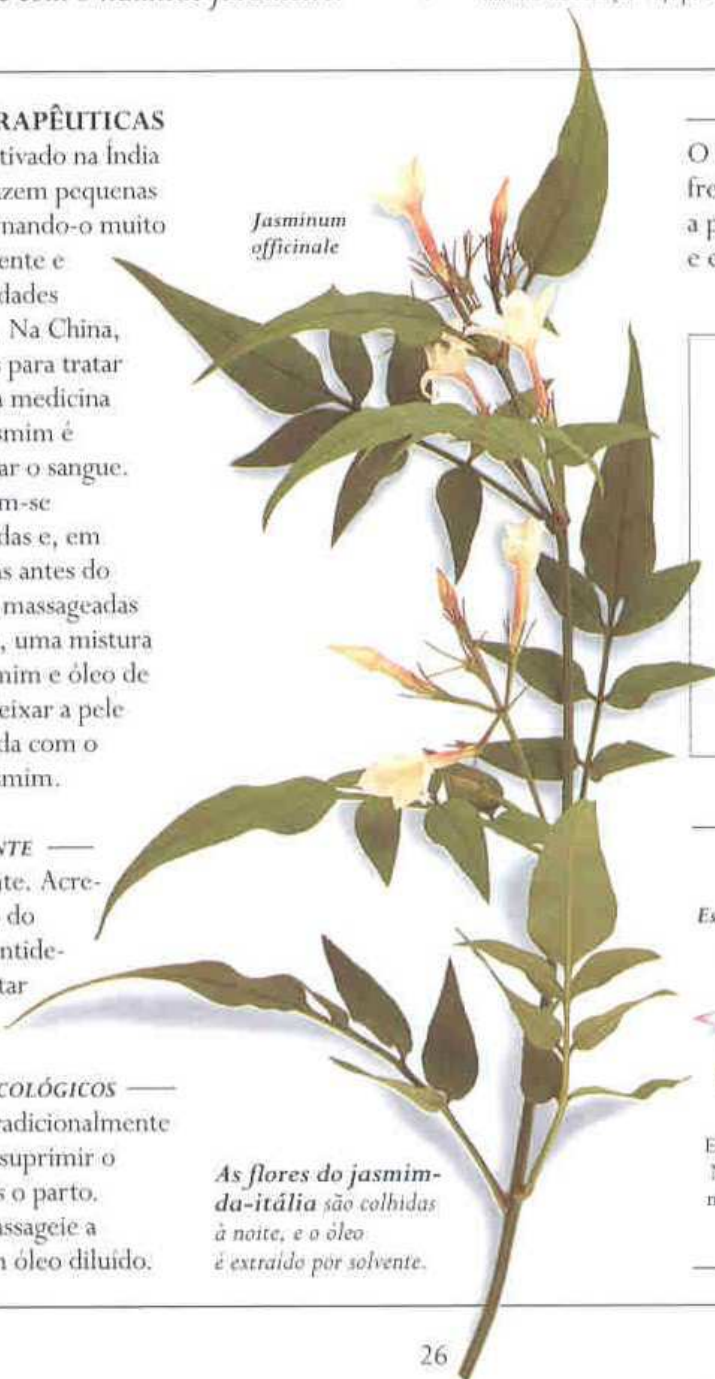 RAPÊUTICAS
tivado na Índia
zem pequenas
nando-o muito
ente e
dades
Na China,
para tratar
medicina
smim é
ar o sangue.
m-se
das e, em
as antes do
massageadas
, uma mistura
mim e óleo de
eixar a pele
da com o
mim.
NTE
te. Acre-
do
ntide-
tar
COLÓGICOS
radicionalmente
suprimir o
s o parto.
assageie a
óleo diluído.
Jasminum
officinale
As flores do jasmim-
da-itália são colhidas
à noite, e o óleo
é extraído por solvente.
O
fre
a p
e
Es
E
n
26